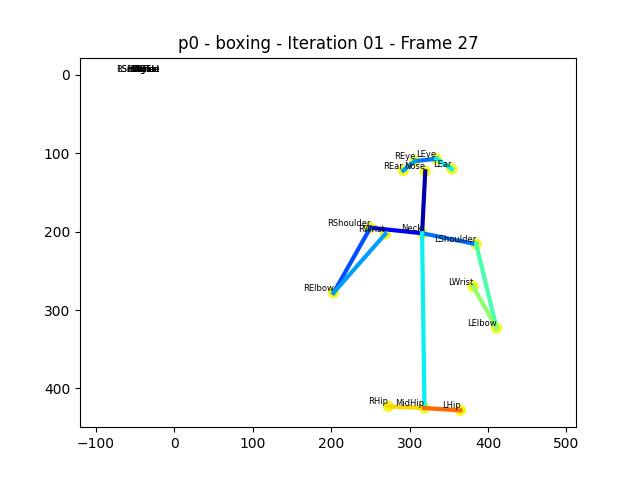 p0 - boxing - Iteration 01 - Frame 27
0
100
200
300
400
REye
LEye
REar
Nose
LEar
RShoulder
RWrist
Neck
LShoulder
RElbow
LWrist
LElbow
RHip
MidHip
LHip
−100
0
100
200
300
400
500